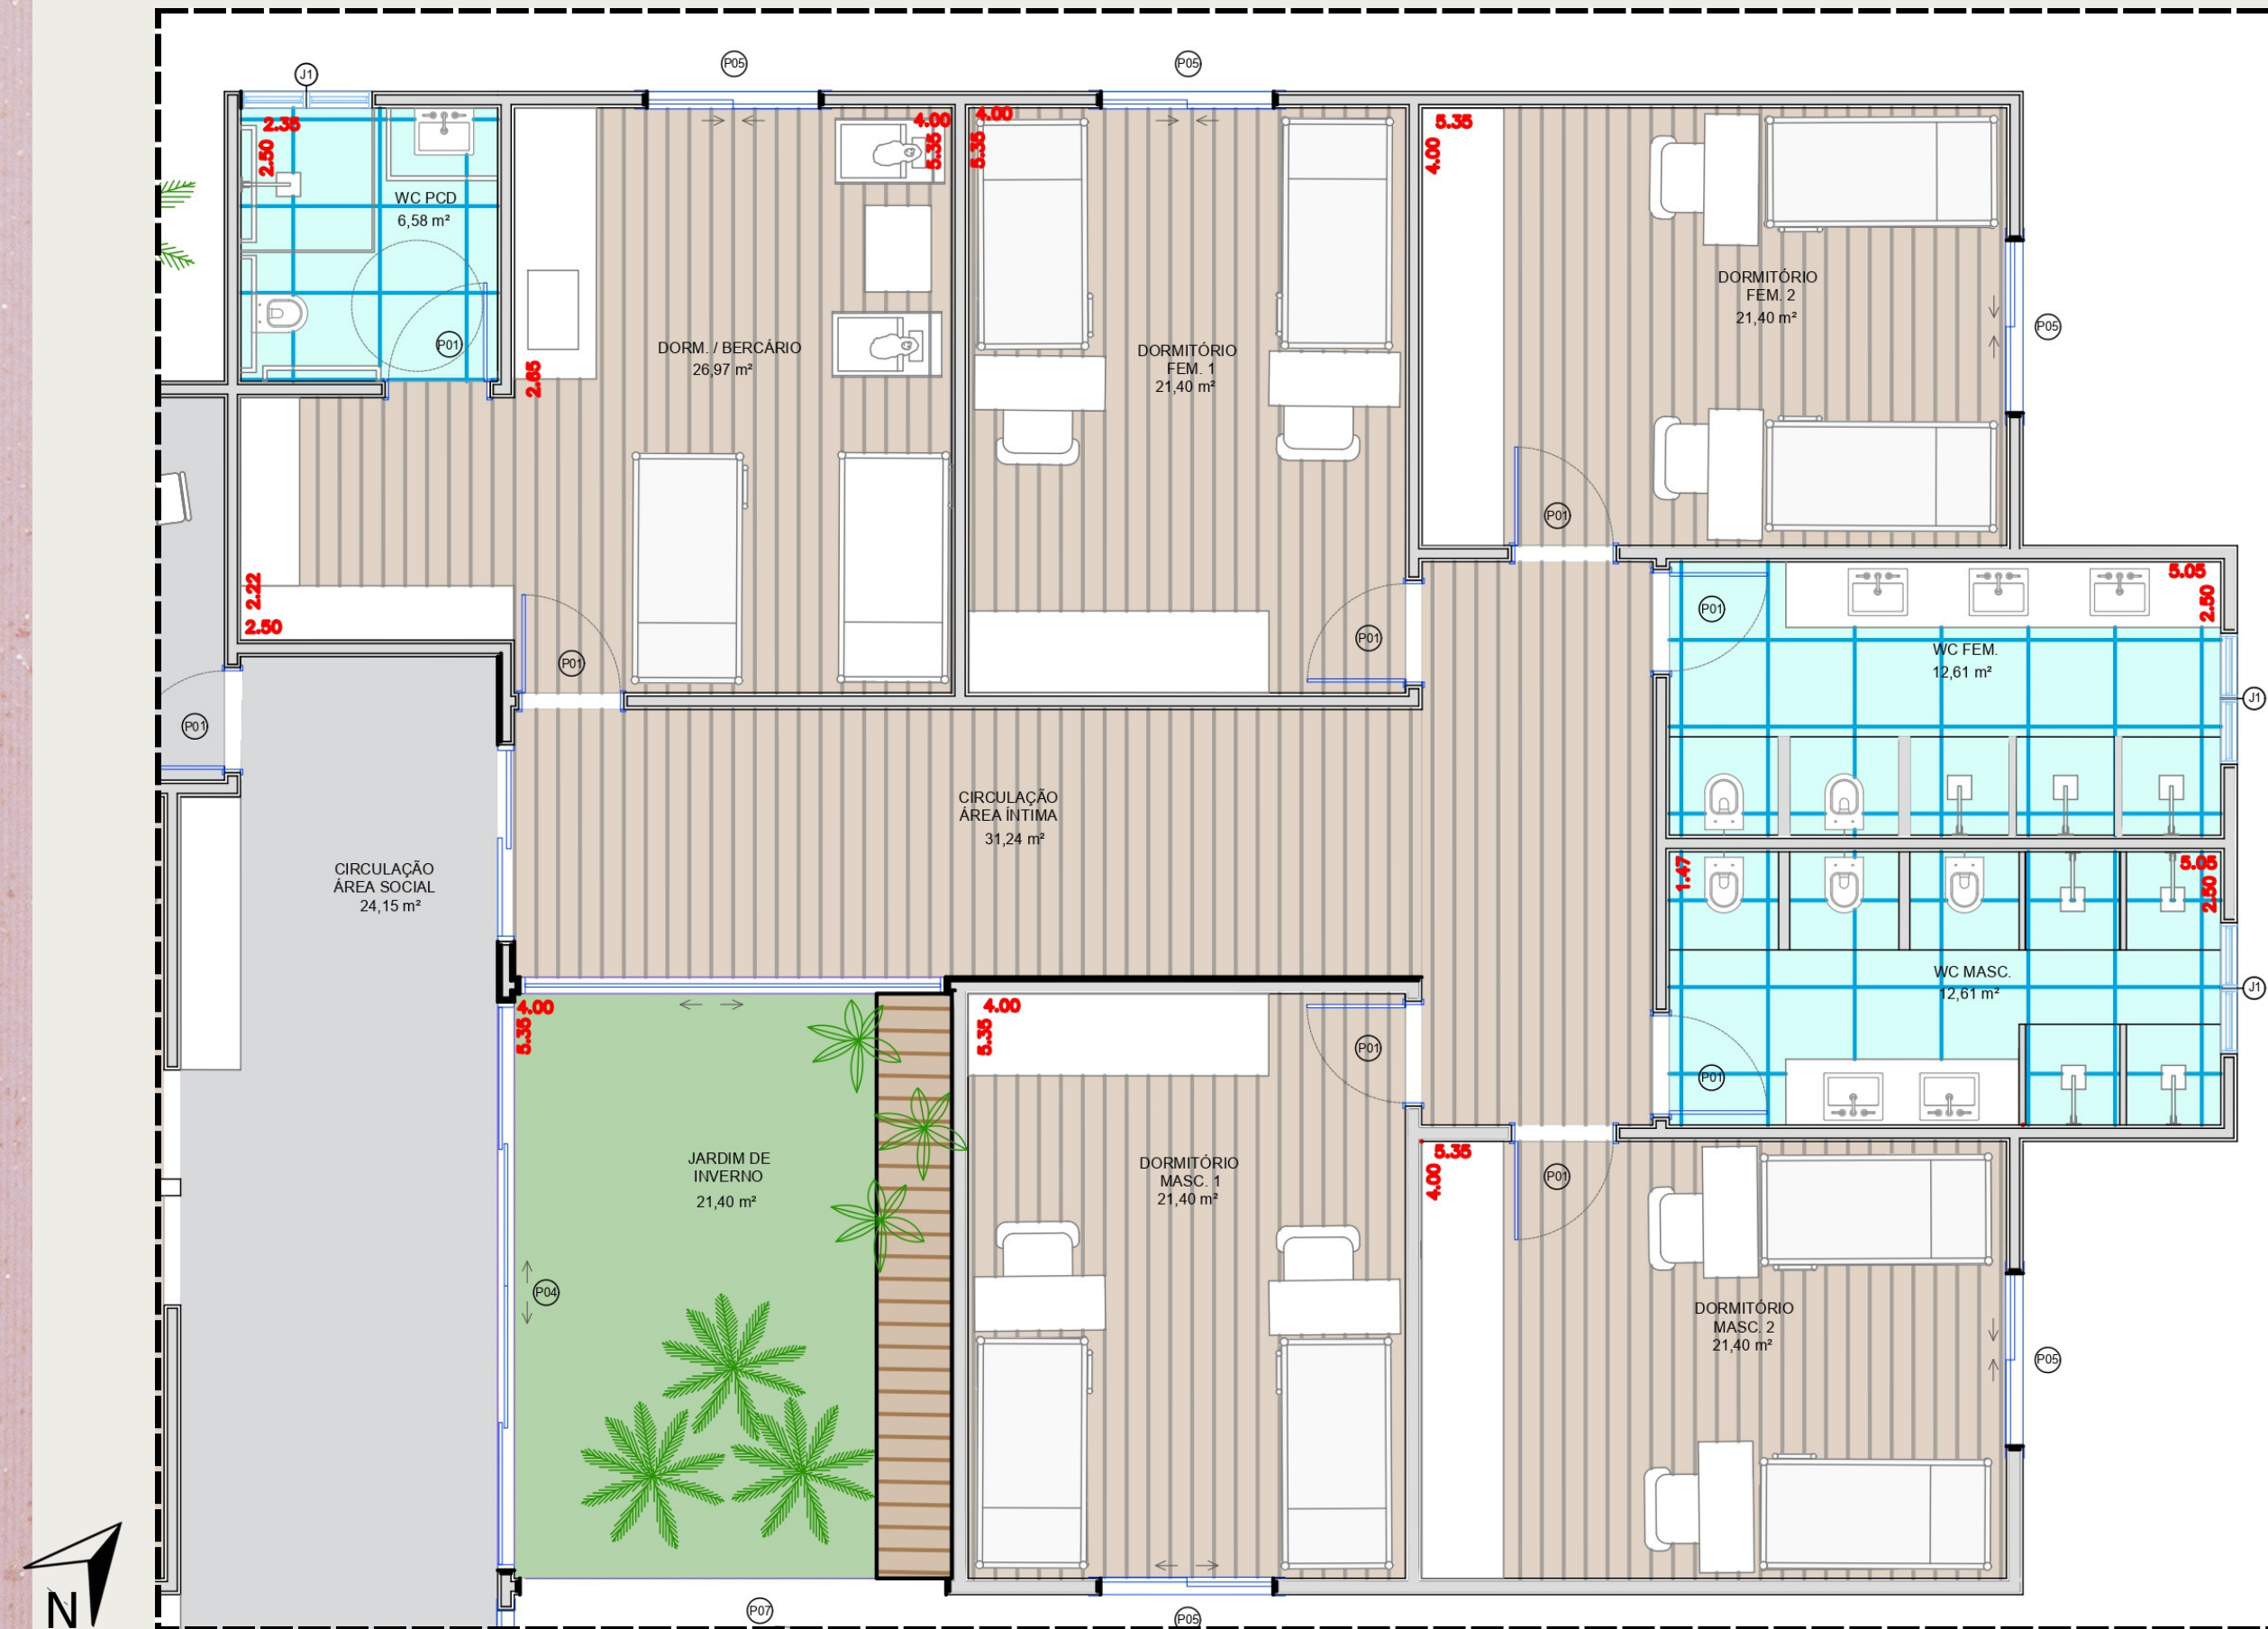 P05
P05
J1
2.35
2.50
WC PCD
6,58 m²
P01
4.00
5.35
4.00
5.35
5.35
4.00
DORMITÓRIO
FEM. 2
21,40 m²
P05
DORM. / BERCÁRIO
26,97 m²
2.65
DORMITÓRIO
FEM. 1
21,40 m²
P01
2.22
2.50
P01
P01
P01
5.05
2.50
WC FEM.
12,61 m²
J1
P01
CIRCULAÇÃO
ÁREA ÍNTIMA
31,24 m²
CIRCULAÇÃO
ÁREA SOCIAL
24,15 m²
1.47
5.05
2.50
WC MASC.
12,61 m²
J1
4.00
5.35
4.00
5.35
P01
P01
JARDIM DE
INVERNO
21,40 m²
DORMITÓRIO
MASC. 1
21,40 m²
5.35
4.00
P01
P04
DORMITÓRIO
MASC. 2
21,40 m²
P05
N
P07
P05